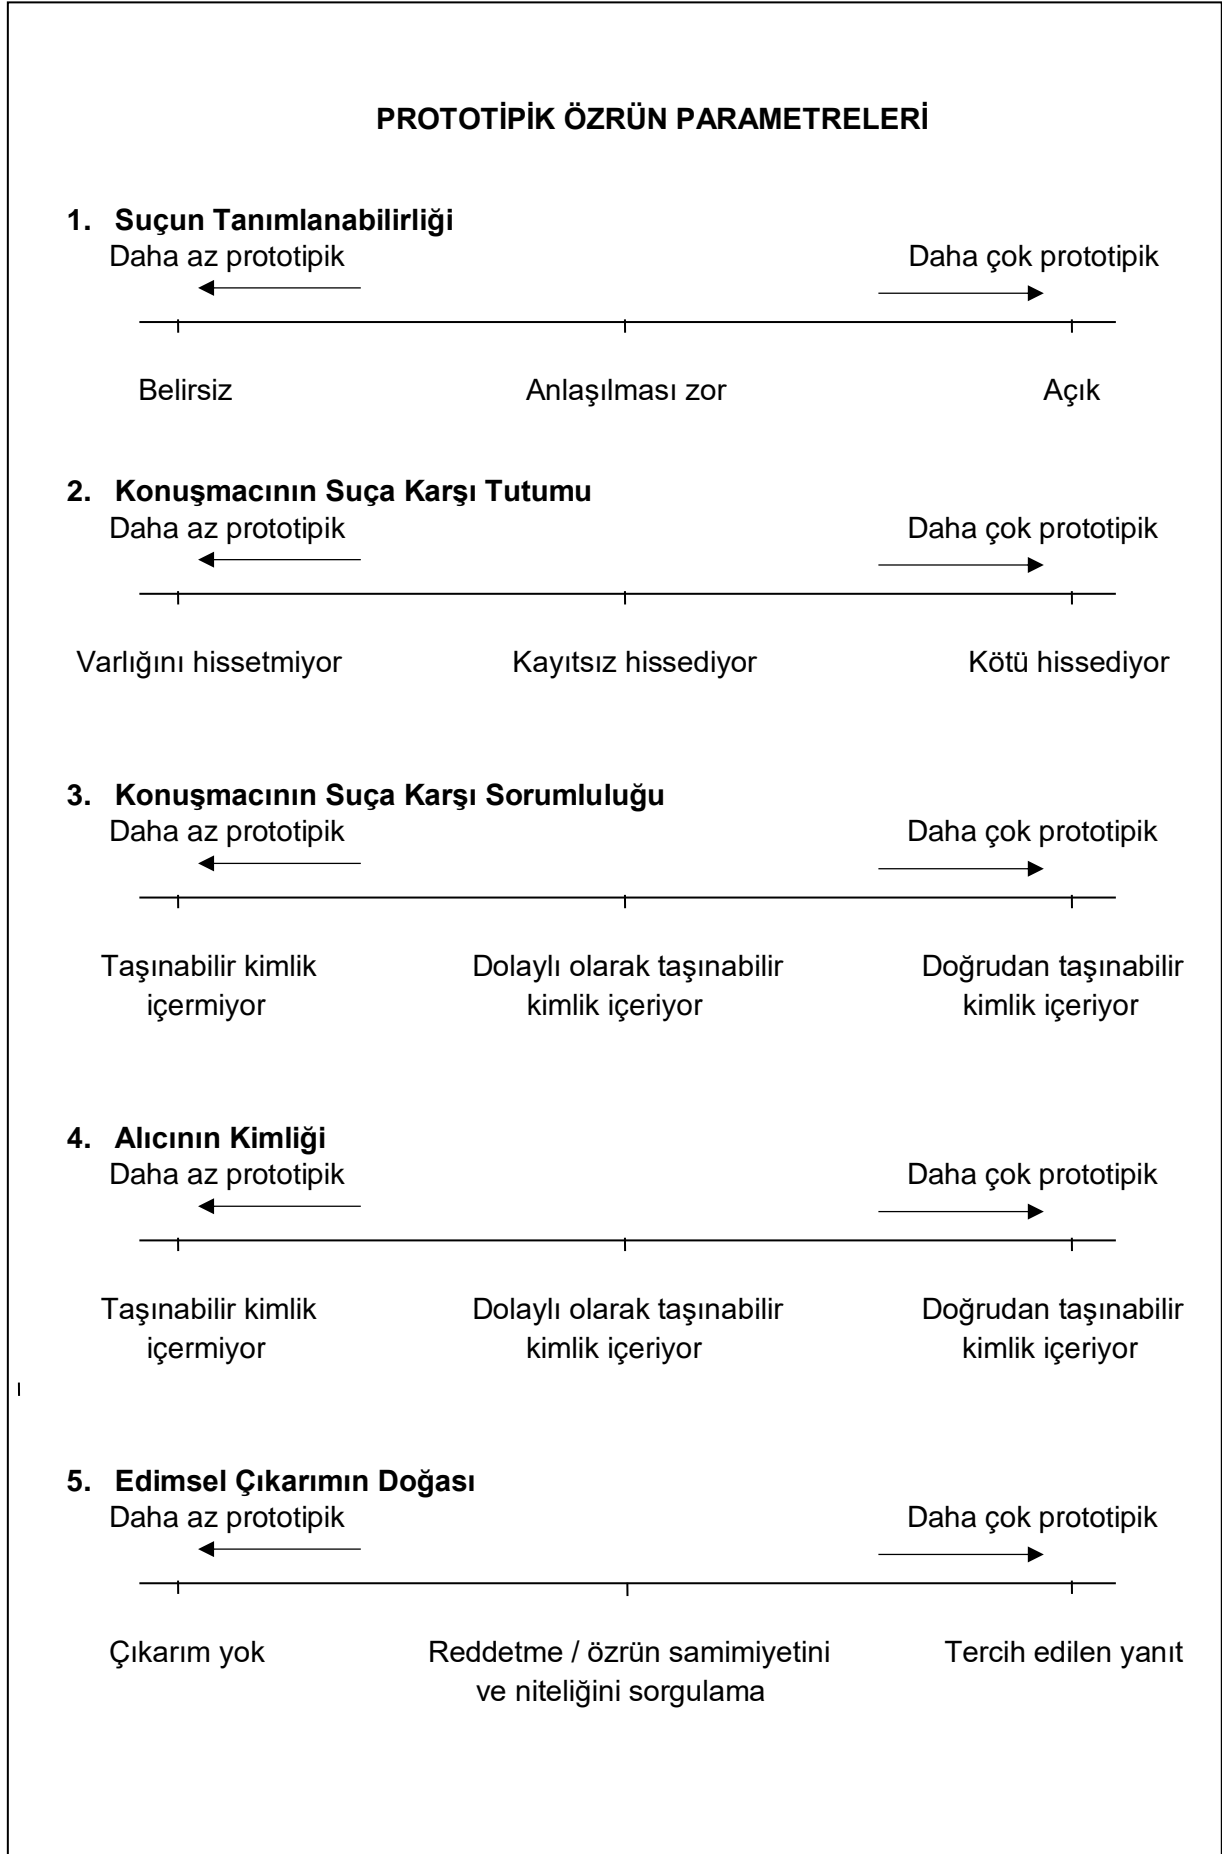 PROTOTİPİK ÖZRÜN PARAMETRELERİ
1. Suçun Tanımlanabilirliği
Daha az prototipik Daha çok prototipik
Belirsiz Anlaşılması zor Açık
2. Konuşmacının Suça Karşı Tutumu
Daha az prototipik Daha çok prototipik
Varlığını hissetmiyor Kayıtsız hissediyor Kötü hissediyor
3. Konuşmacının Suça Karşı Sorumluluğu
Daha az prototipik Daha çok prototipik
Taşınabilir kimlik Dolaylı olarak taşınabilir Doğrudan taşınabilir
içermiyor kimlik içeriyor kimlik içeriyor
4. Alıcının Kimliği
Daha az prototipik Daha çok prototipik
Taşınabilir kimlik Dolaylı olarak taşınabilir Doğrudan taşınabilir
içermiyor kimlik içeriyor kimlik içeriyor
5. Edimsel Çıkarımın Doğası
Daha az prototipik Daha çok prototipik
Çıkarım yok Reddetme / özrün samimiyetini Tercih edilen yanıt
ve niteliğini sorgulama